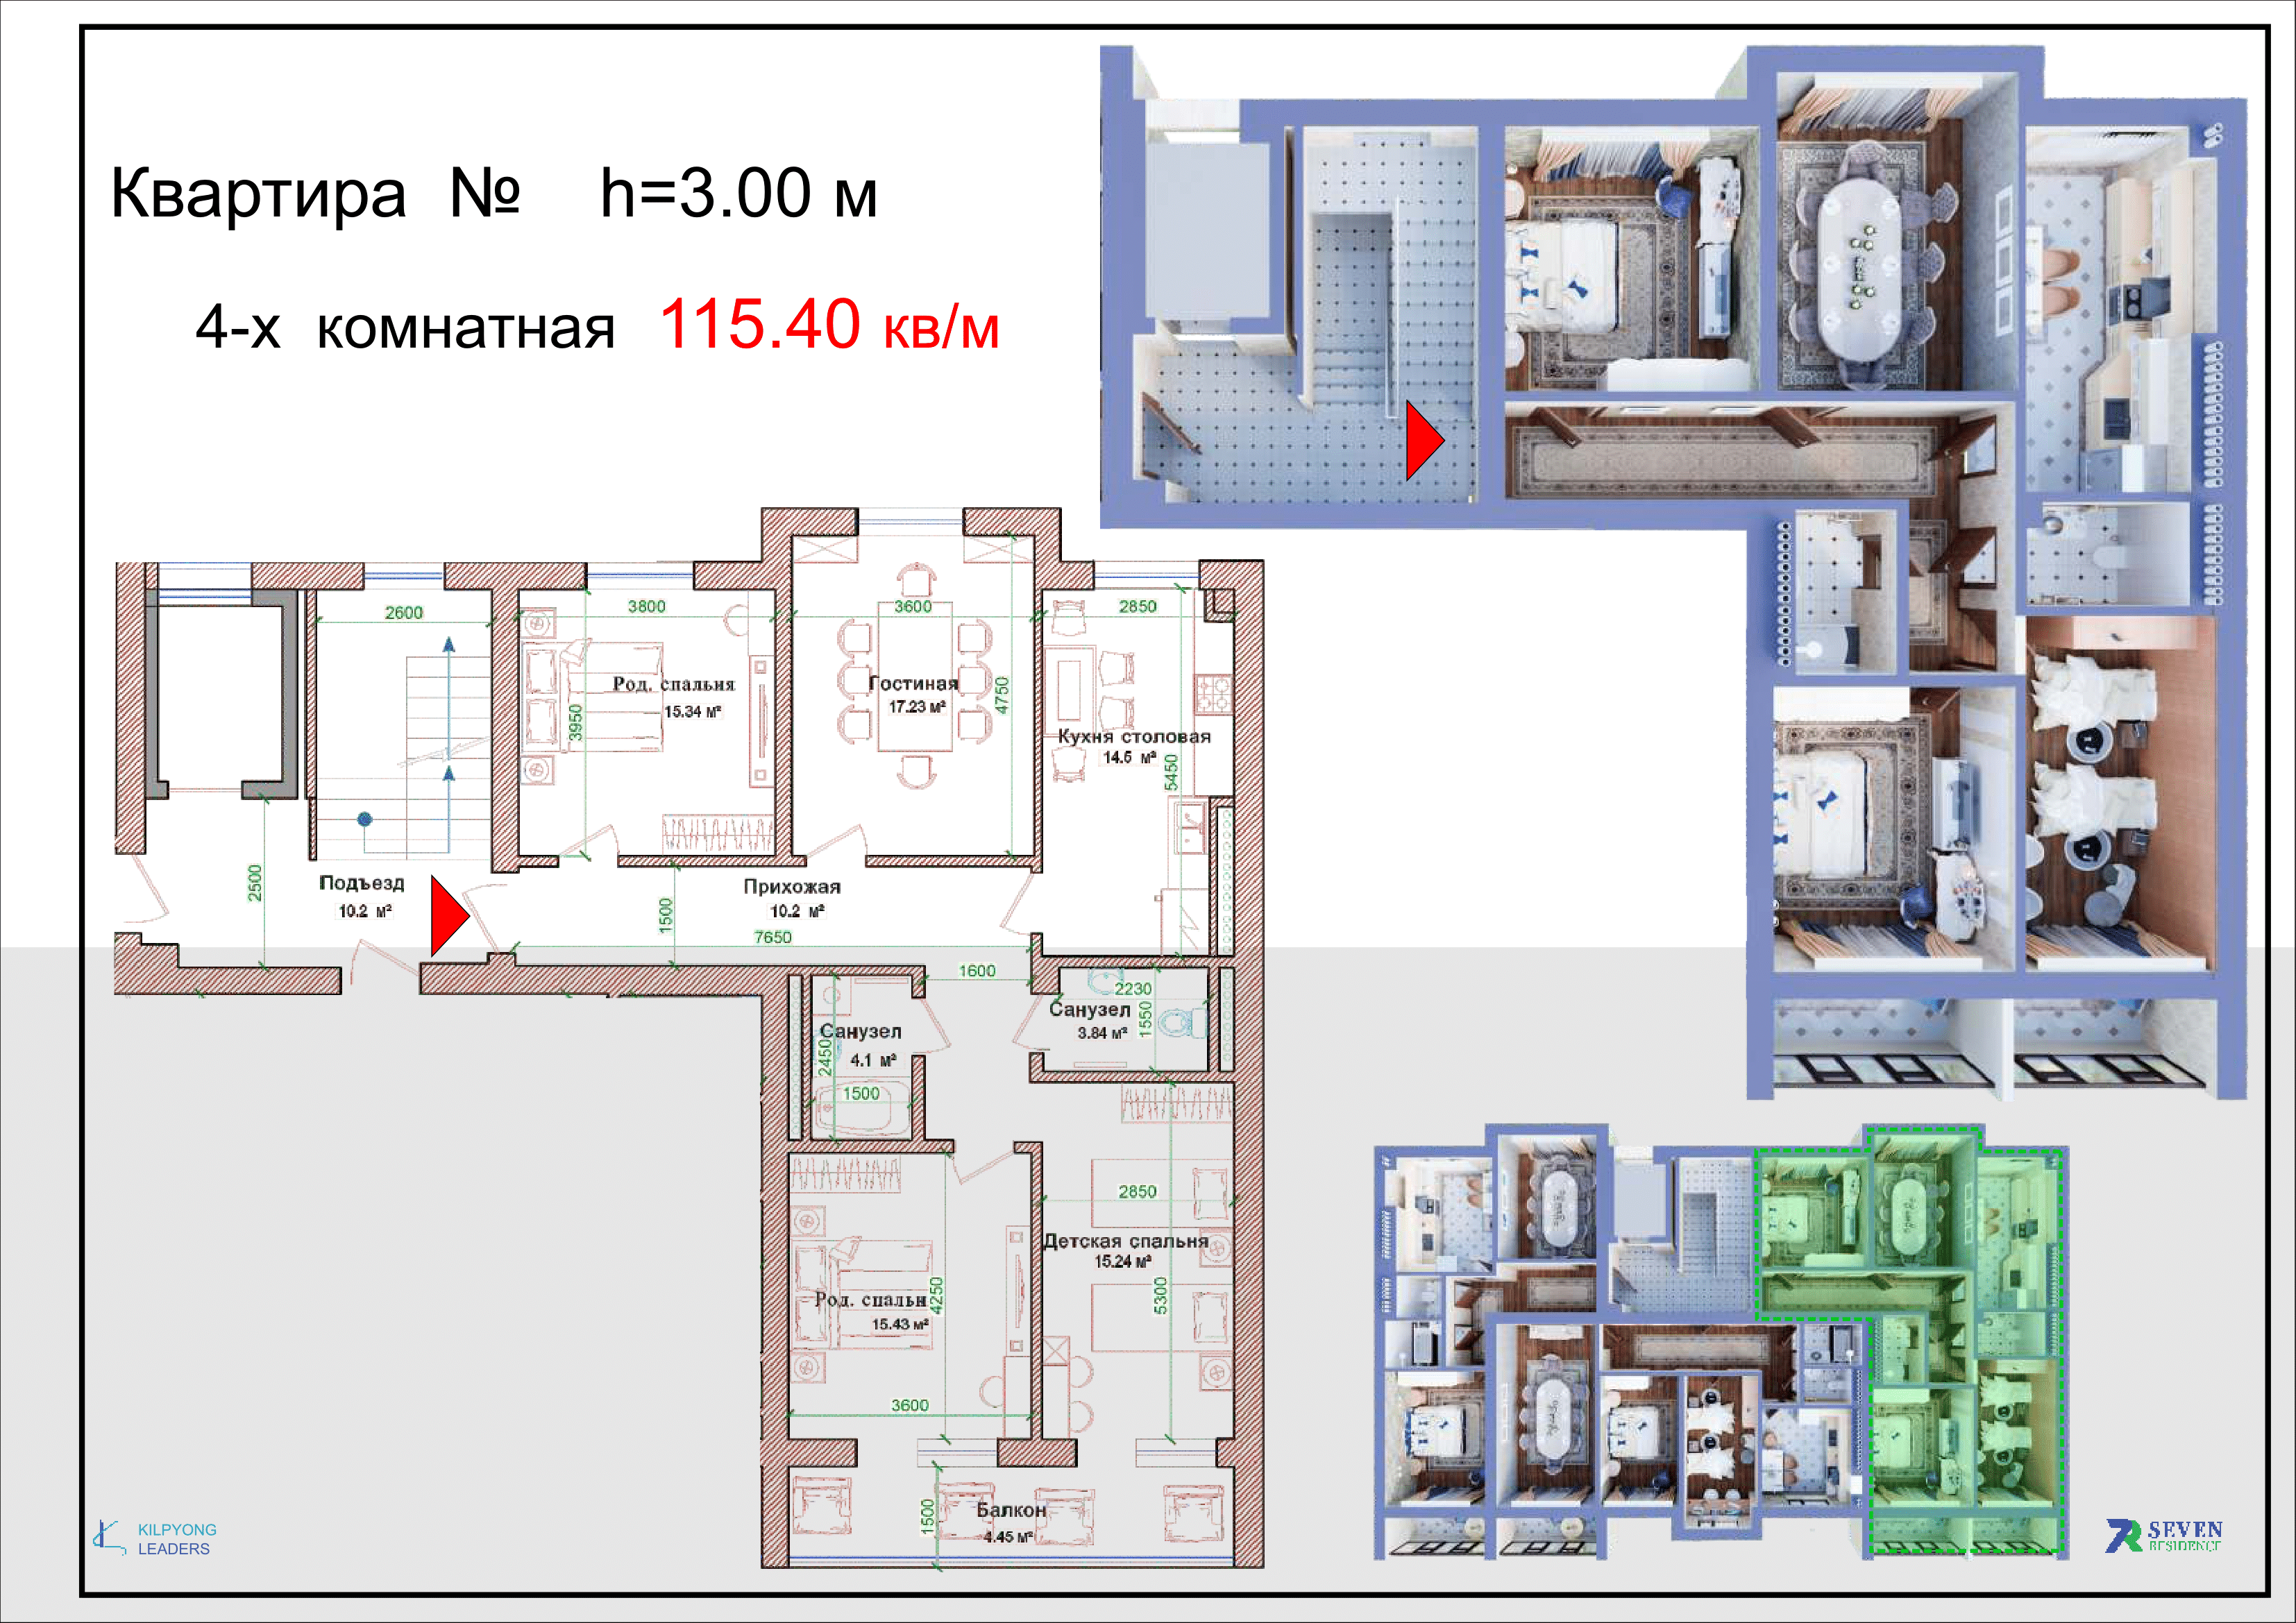 Квартира № h=3.00 м
4-х комнатная 115.40 кв/м
2600
3800
3600
2850
Род. спальня
15.34 м²
3950
Гостиная
17.23 м²
4750
Кухня столовая
14.5 м²
5450
2500
Подъезд
10.2 м²
1500
Прихожая
10.2 м²
7650
1600
2230
Санузел
4.1 м²
2450
1500
Санузел
3.84 м²
1550
2850
Детская спальня
15.24 м²
5300
Род. спальн
15.43 м²
4250
3600
1500
Балкон
4.45 м²
KILPYONG
LEADERS
7R SEVEN
RESIDENCE